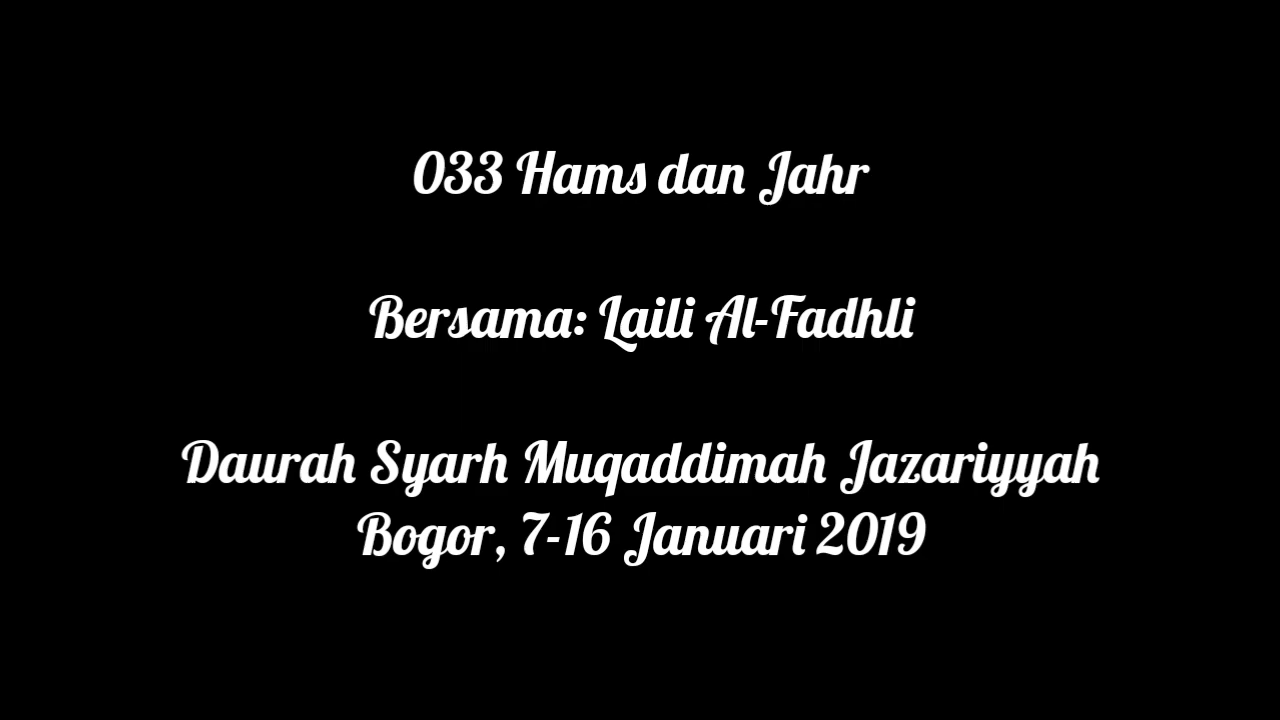 033 Hams dan Jahr
Bersama: Laili Al-Fadhli
Daurah Syarh Muqaddimah Jazariyyah
Bogor, 7-16 Januari 2019